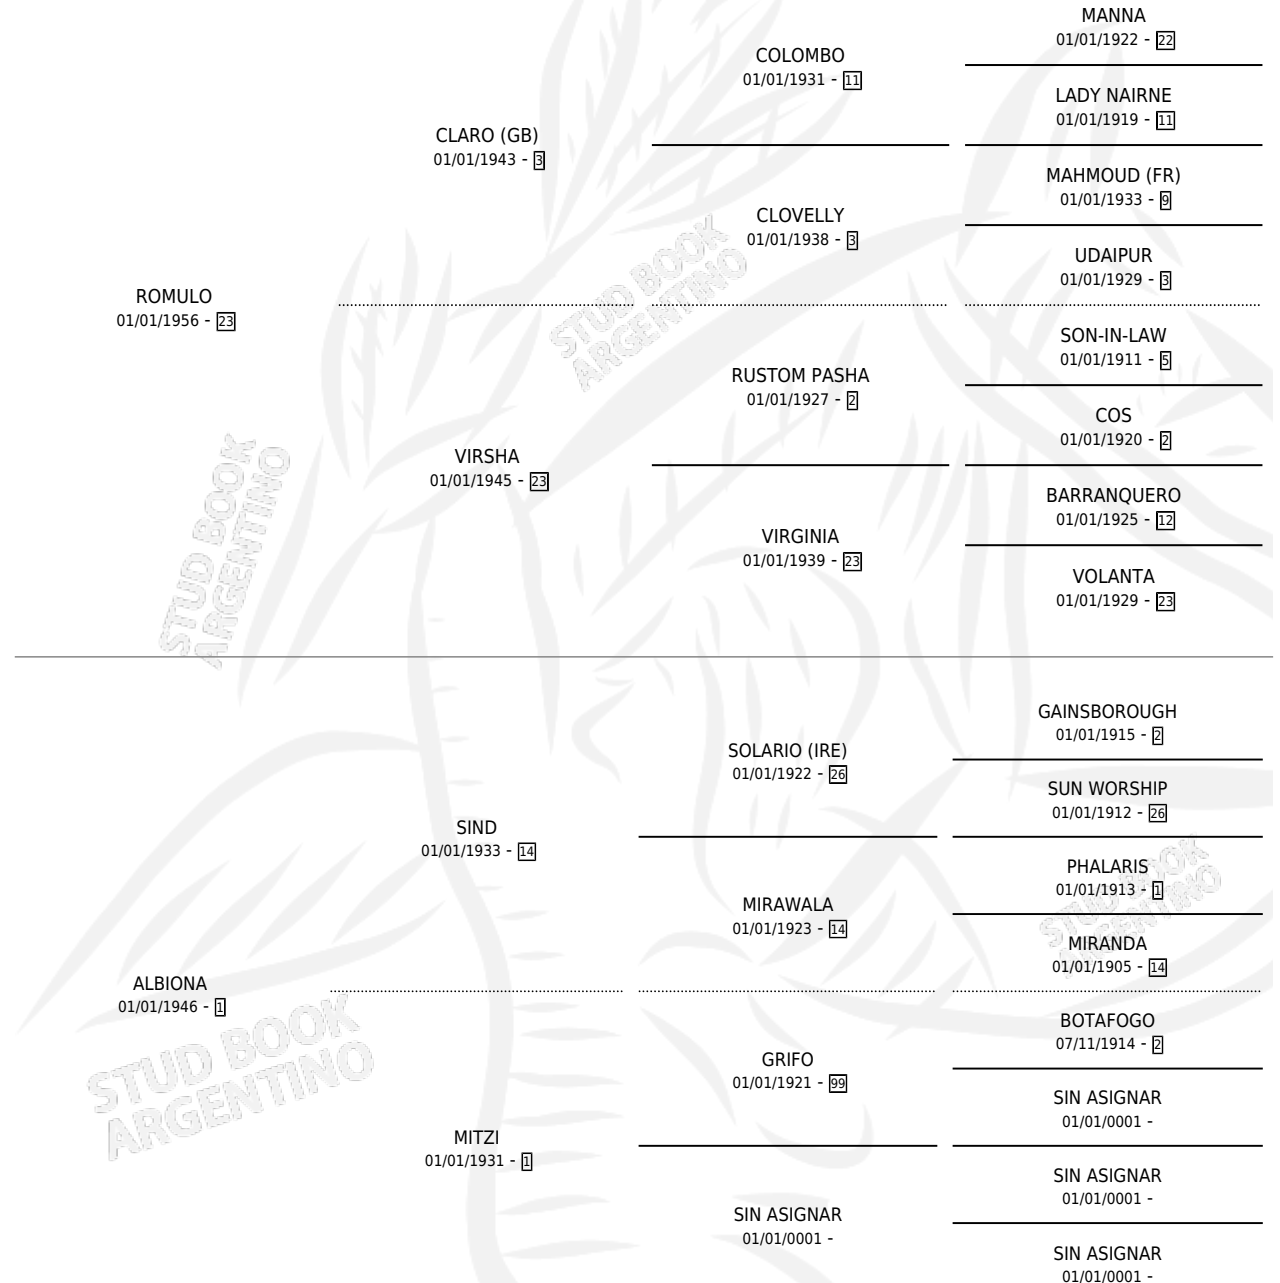 MANNA
01/01/1922 - 22
COLOMBO
01/01/1931 - 11
LADY NAIRNE
01/01/1919 - 11
CLARO (GB)
01/01/1943 - 3
MAHMOUD (FR)
01/01/1933 - 9
CLOVELLY
01/01/1938 - 3
UDAIPUR
01/01/1929 - 3
ROMULO
01/01/1956 - 23
SON-IN-LAW
01/01/1911 - 5
RUSTOM PASHA
01/01/1927 - 2
COS
01/01/1920 - 2
VIRSHA
01/01/1945 - 23
BARRANQUERO
01/01/1925 - 12
VIRGINIA
01/01/1939 - 23
VOLANTA
01/01/1929 - 23
GAINSBOROUGH
01/01/1915 - 2
SOLARIO (IRE)
01/01/1922 - 26
SUN WORSHIP
01/01/1912 - 26
SIND
01/01/1933 - 14
PHALARIS
01/01/1913 - 1
MIRAWALA
01/01/1923 - 14
MIRANDA
01/01/1905 - 14
ALBIONA
01/01/1946 - 1
BOTAFOGO
07/11/1914 - 2
GRIFO
01/01/1921 - 99
SIN ASIGNAR
01/01/0001 -
MITZI
01/01/1931 - 1
SIN ASIGNAR
01/01/0001 -
SIN ASIGNAR
01/01/0001 -
SIN ASIGNAR
01/01/0001 -
STUD BOOK
ARGENTINO
STUD BOOK
ARGENTINO
STUD BOOK
ARGENTINO
STUD BOOK
ARGENTINO